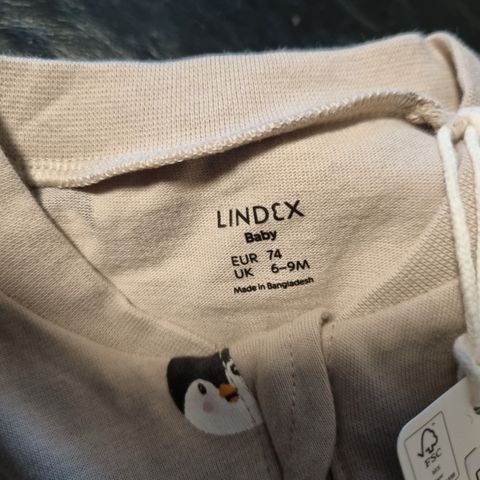 LINDEX
Baby
EUR 74
UK 6–9M
Made in Bangladesh
FSC